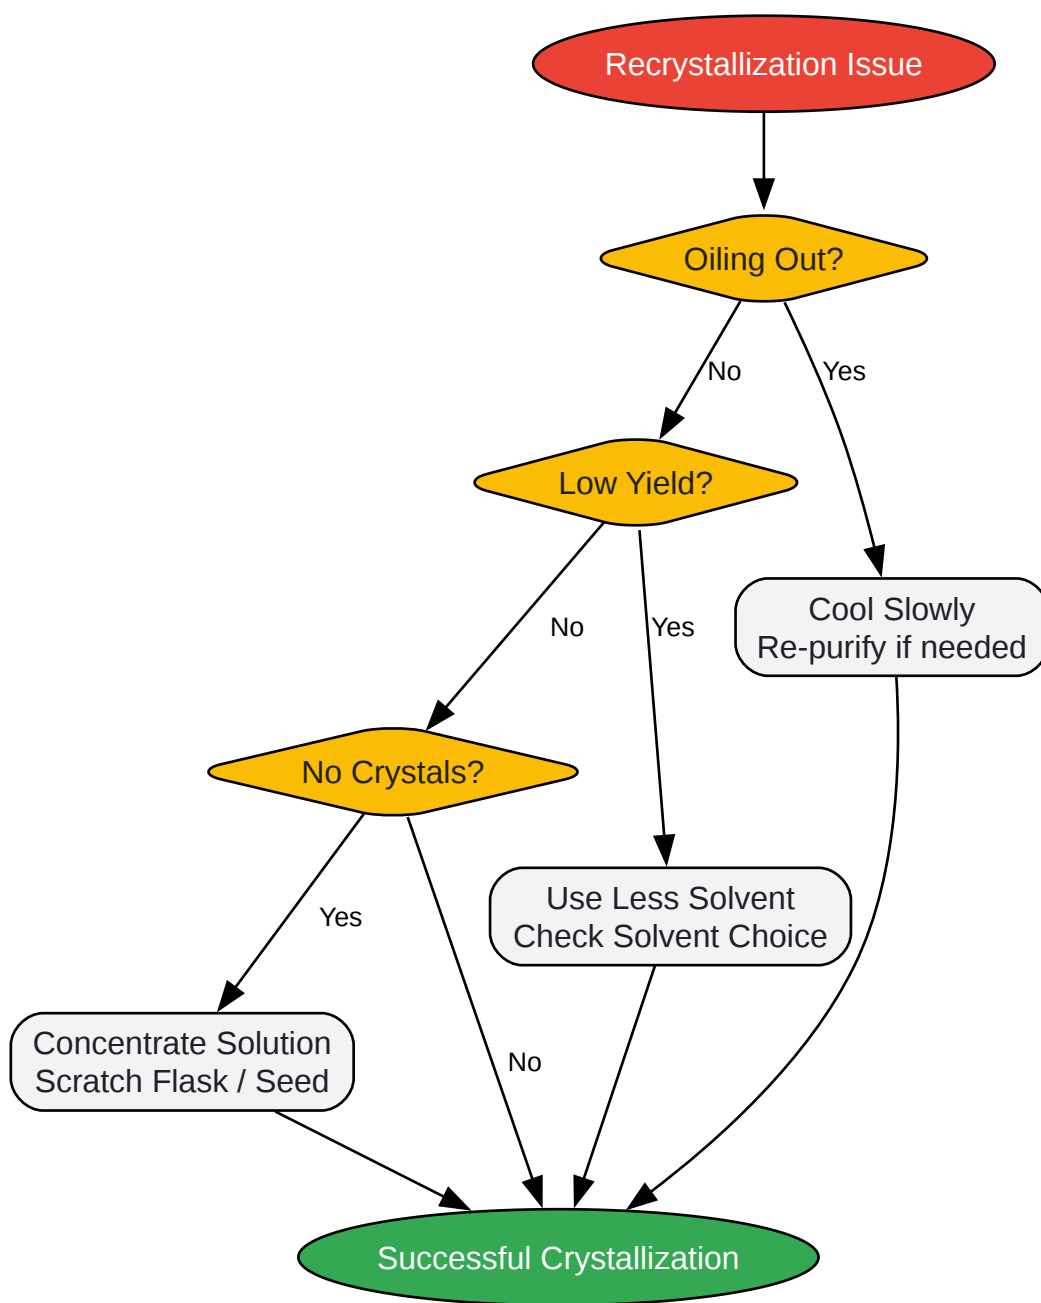 Recrystallization Issue
Oiling Out?
No
Yes
Low Yield?
No
Yes
Cool Slowly
Re-purify if needed
No Crystals?
Use Less Solvent
Check Solvent Choice
Yes
Concentrate Solution
Scratch Flask / Seed
No
Successful Crystallization